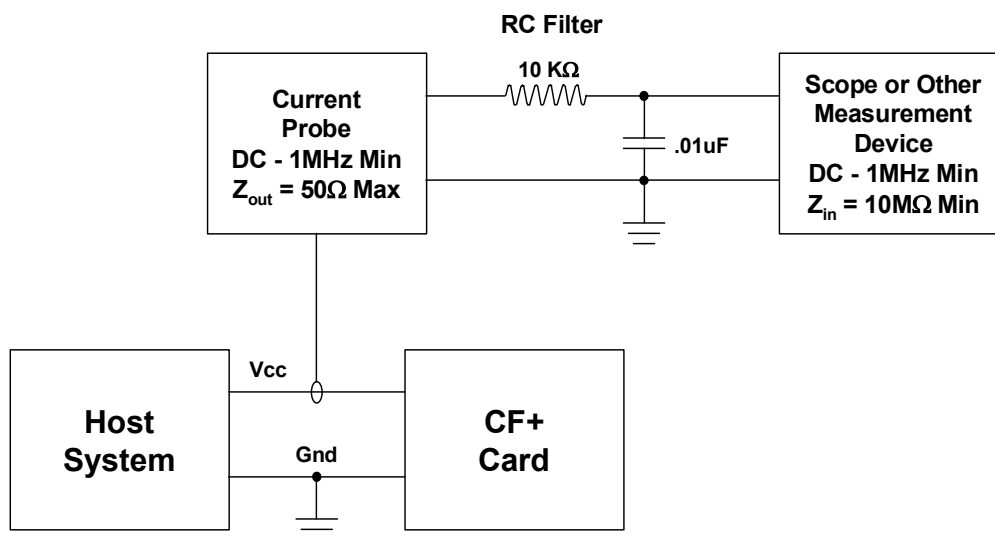 RC Filter
10 KΩ
Current
Probe
DC - 1MHz Min
Zout = 50Ω Max
.01uF
Scope or Other
Measurement
Device
DC - 1MHz Min
Zin = 10MΩ Min
Vcc
Host
System
Gnd
CF+
Card